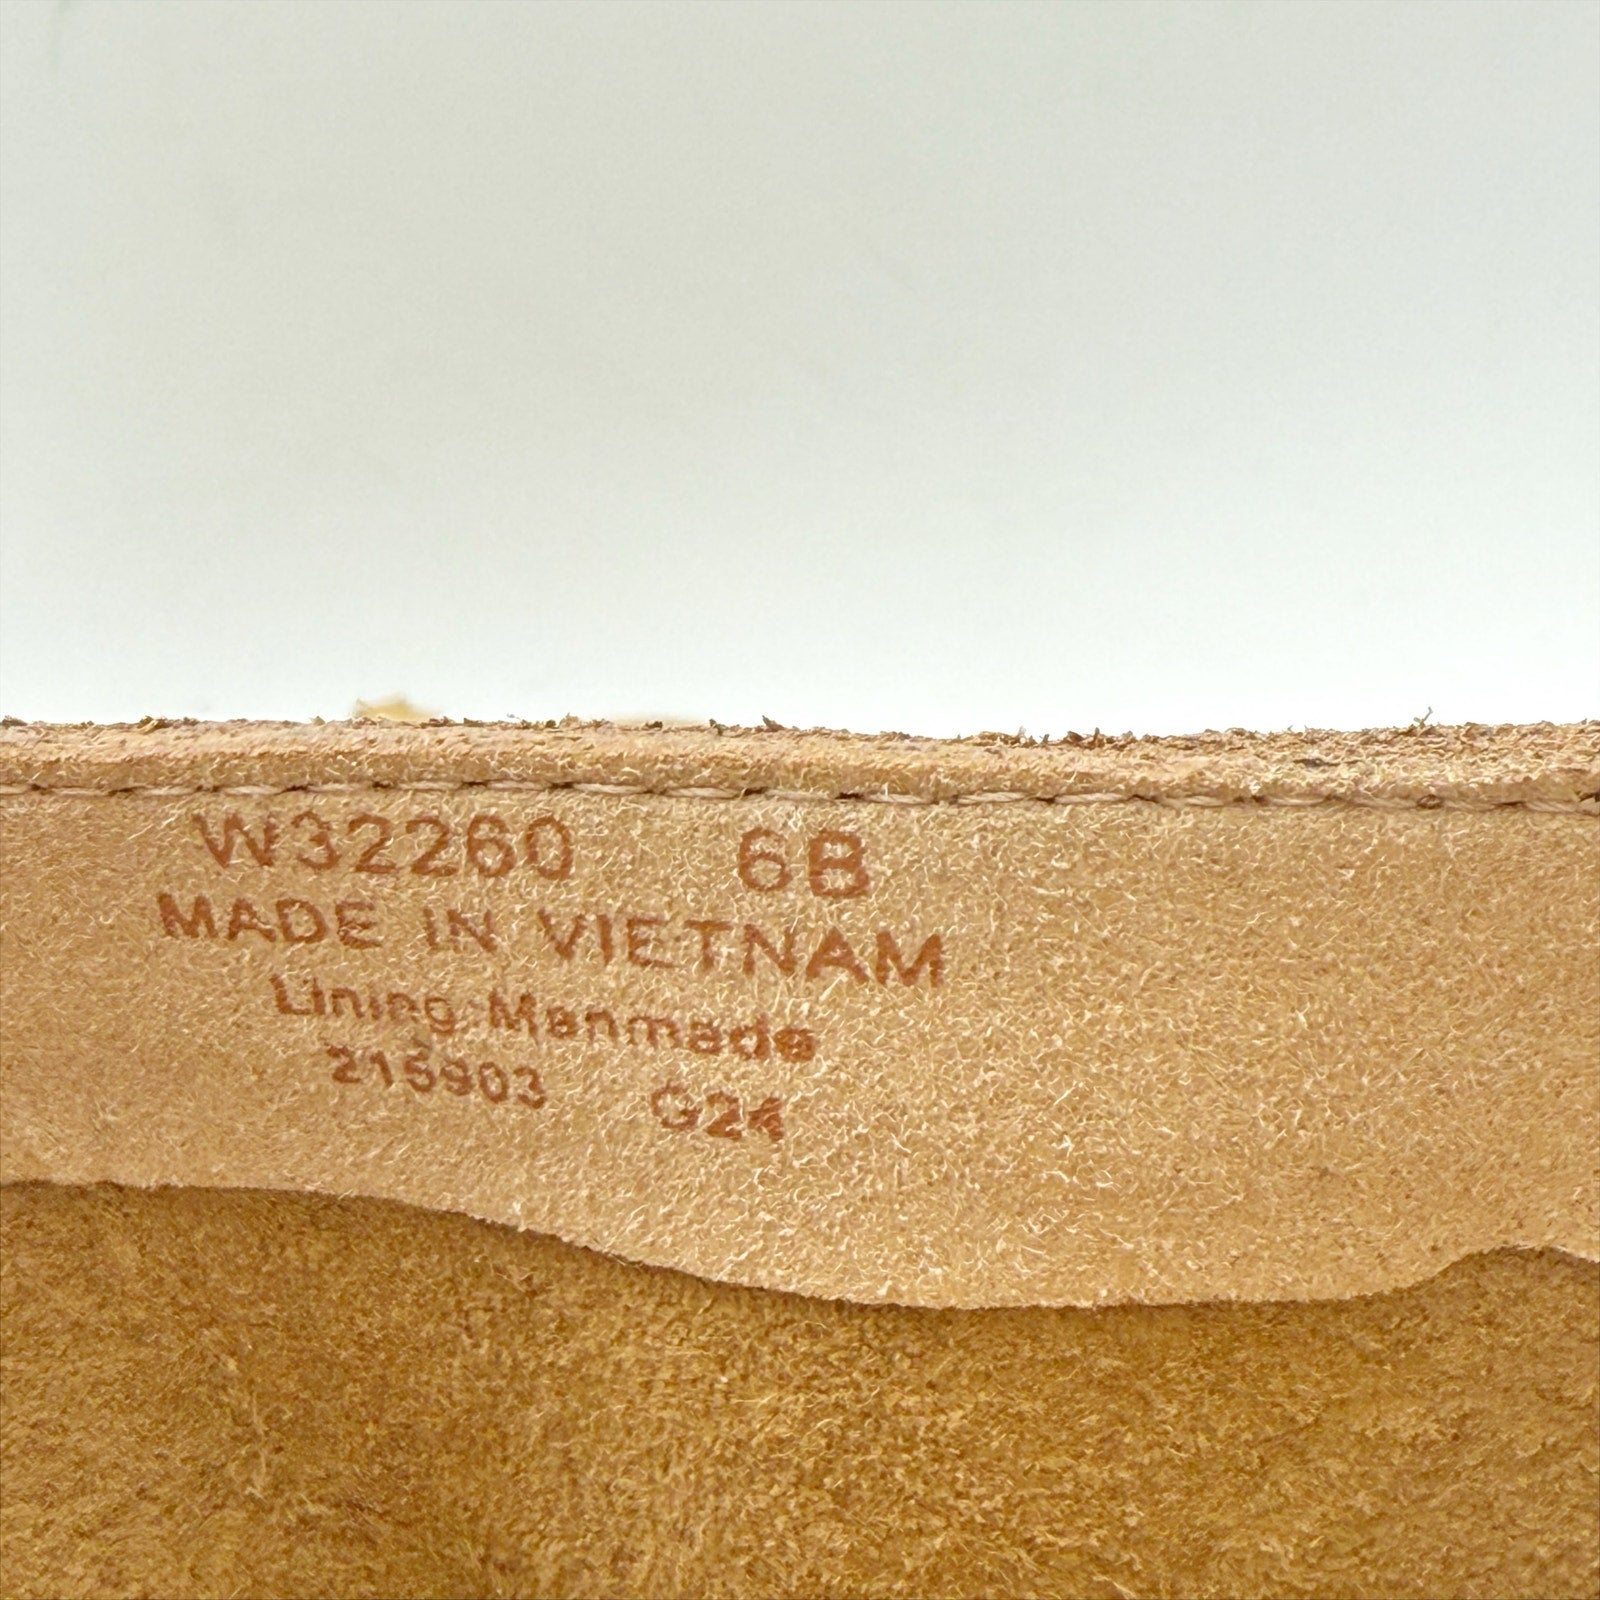 W32260 6B
MADE IN VIETNAM
Lining:Manmade
215903 G24